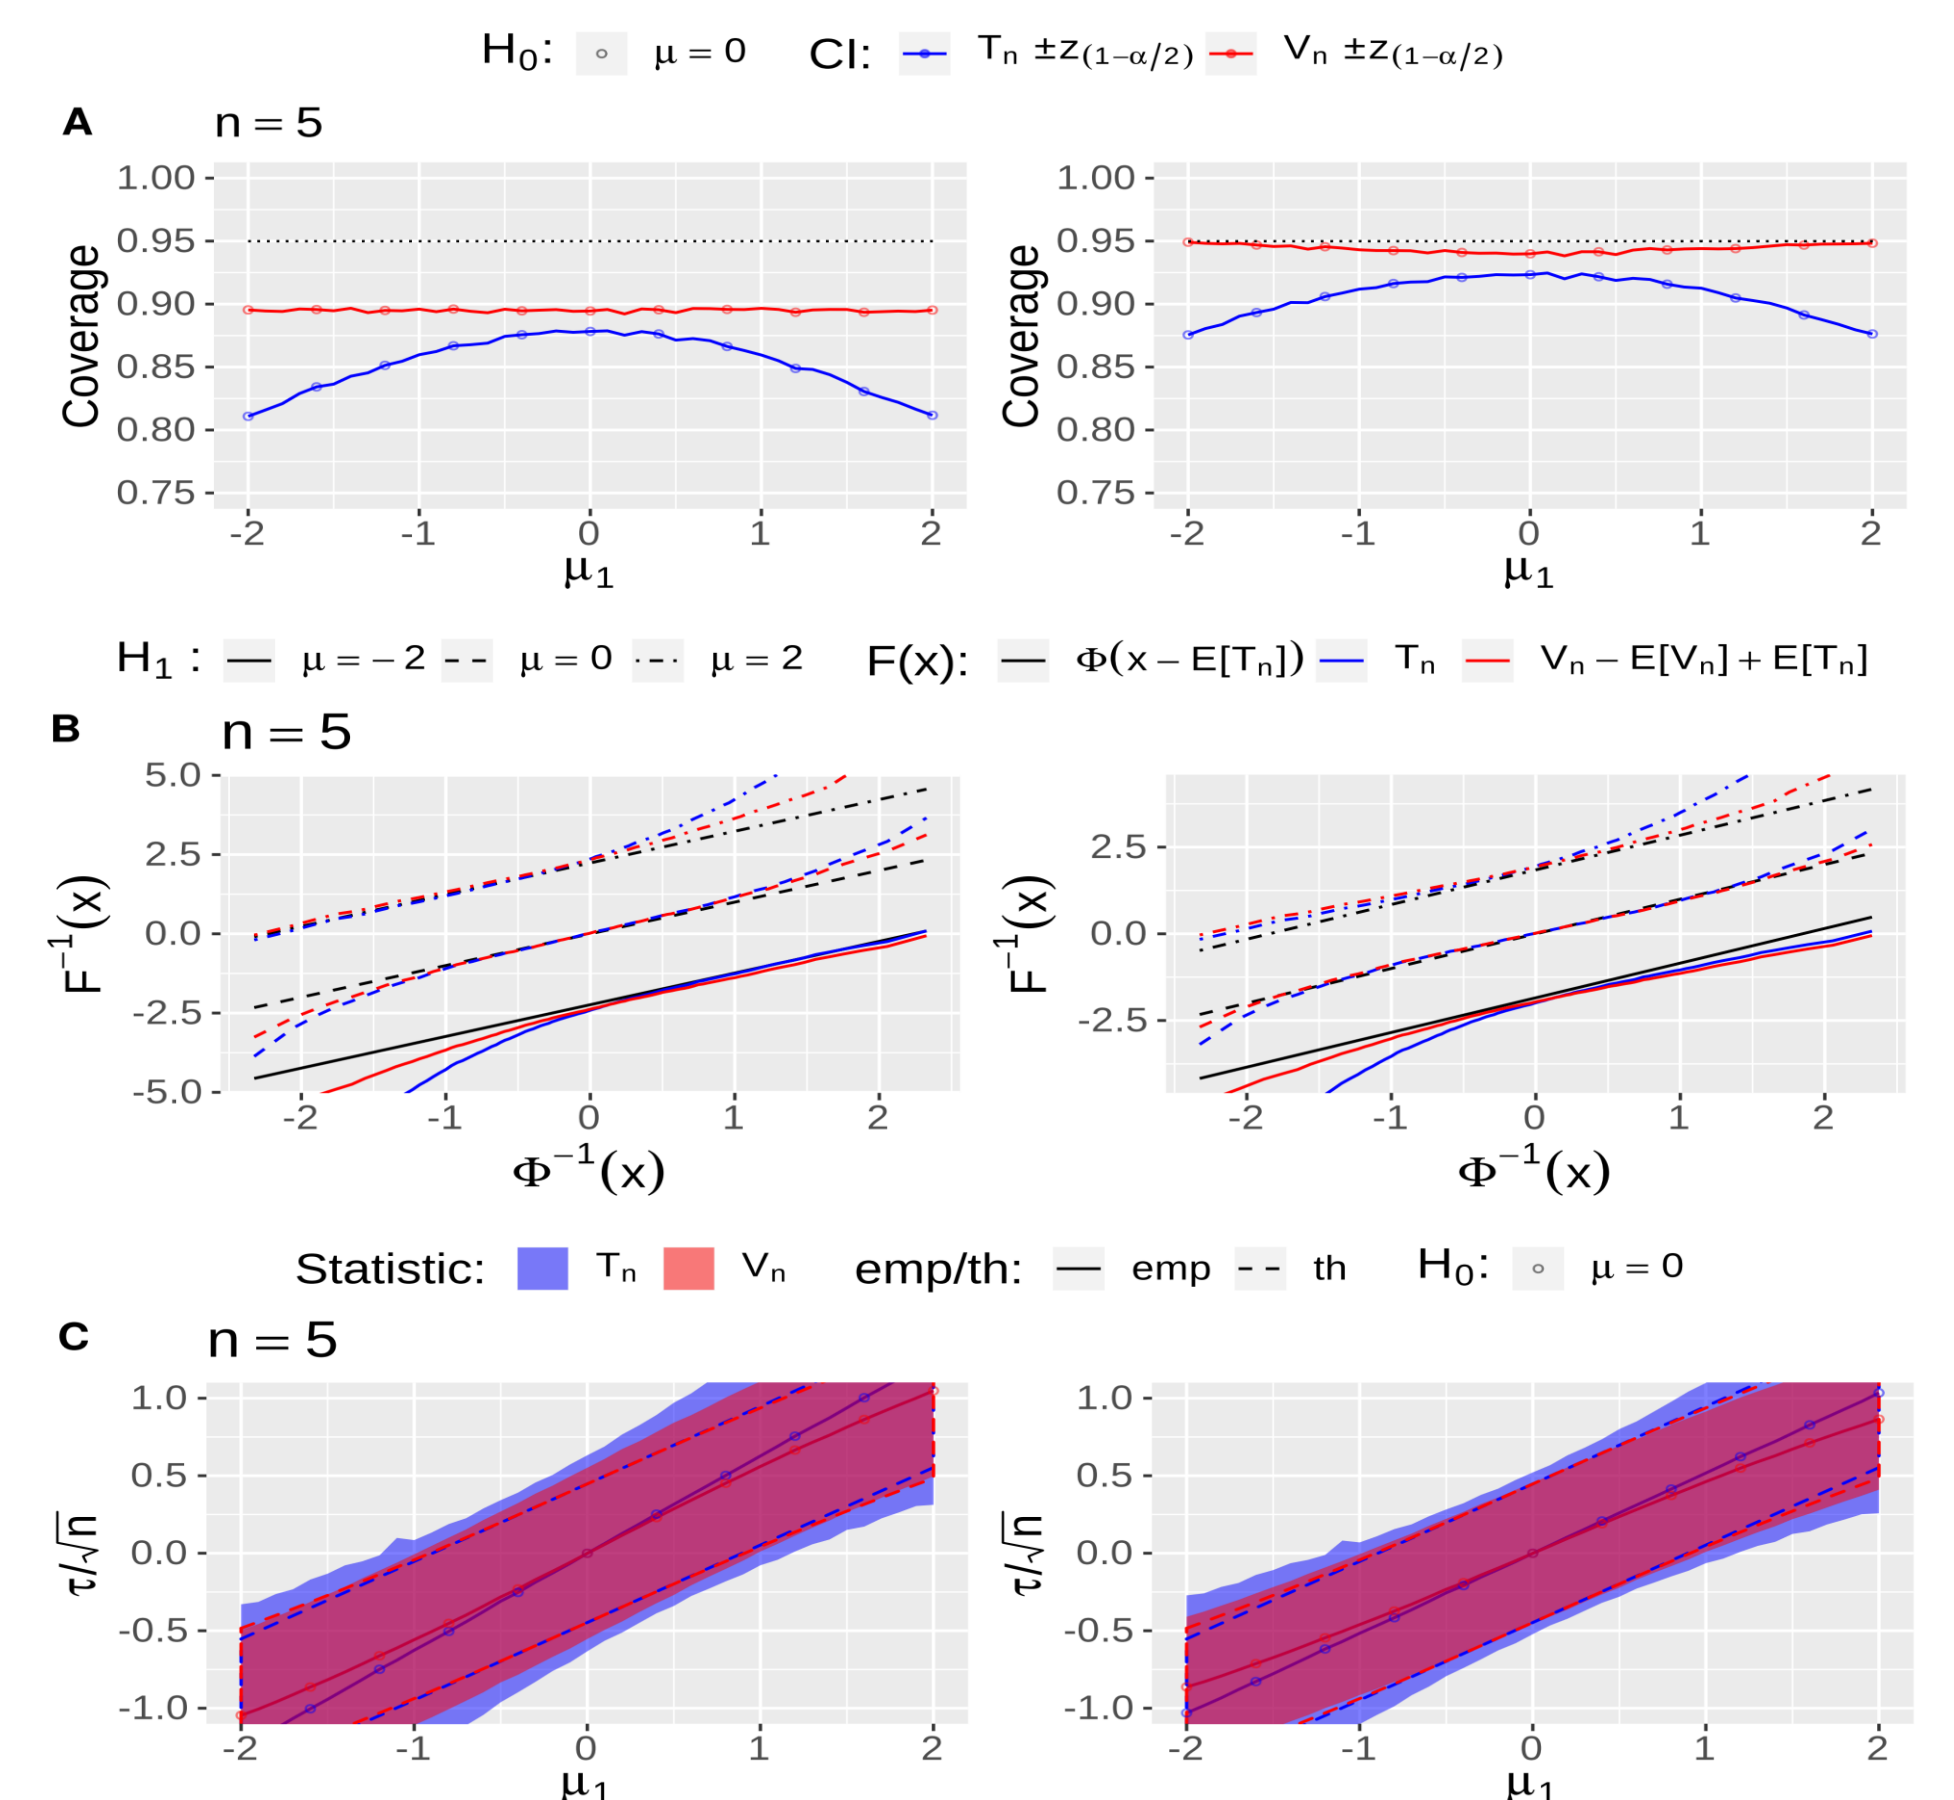 H₀: μ = 0 CI: Tₙ ±z₍₁₋α/₂₎ Vₙ ±z₍₁₋α/₂₎
A n = 5
1.00 0.95 0.90 0.85 0.80 0.75
Coverage
-2 -1 0 1 2
μ₁
1.00 0.95 0.90 0.85 0.80 0.75
Coverage
-2 -1 0 1 2
μ₁
H₁ : μ = − 2 μ = 0 μ = 2 F(x): Φ(x − E[Tₙ]) Tₙ Vₙ − E[Vₙ] + E[Tₙ]
B n = 5
5.0 2.5 0.0 -2.5 -5.0
F⁻¹(x)
-2 -1 0 1 2
Φ⁻¹(x)
2.5 0.0 -2.5
F⁻¹(x)
-2 -1 0 1 2
Φ⁻¹(x)
Statistic: Tₙ Vₙ emp/th: emp th H₀: μ = 0
C n = 5
1.0 0.5 0.0 -0.5 -1.0
τ/√n
-2 -1 0 1 2
μ₁
1.0 0.5 0.0 -0.5 -1.0
τ/√n
-2 -1 0 1 2
μ₁